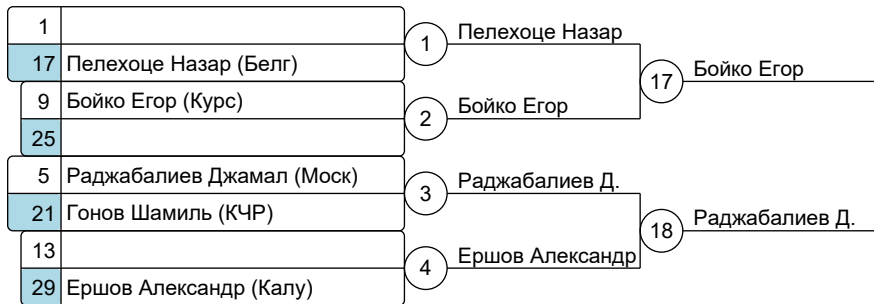 1
17 Пелехоце Назар (Белг)
9 Бойко Егор (Курс)
25
5 Раджабалиев Джамал (Моск)
21 Гонов Шамиль (КЧР)
13
29 Ершов Александр (Калу)
1 Пелехоце Назар
2 Бойко Егор
3 Раджабалиев Д.
4 Ершов Александр
17 Бойко Егор
18 Раджабалиев Д.